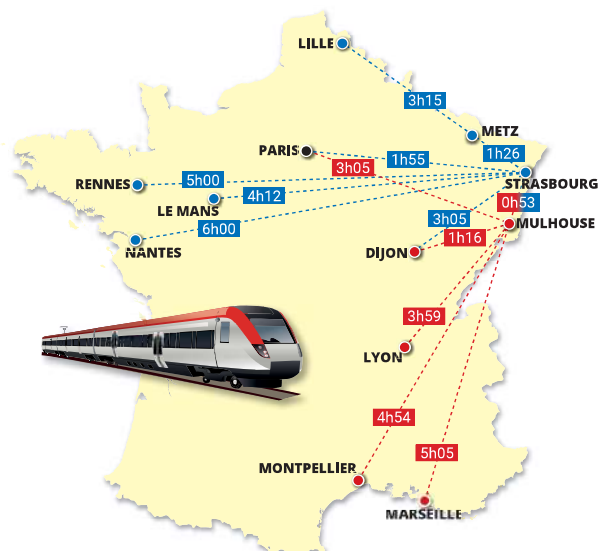 LILLE
3h15
METZ
PARIS
1h55
1h26
3h05
RENNES
5h00
STRASBOURG
4h12
LE MANS
0h53
3h05
MULHOUSE
6h00
1h16
NANTES
DIJON
3h59
LYON
4h54
5h05
MONTPELLIER
MARSEILLE